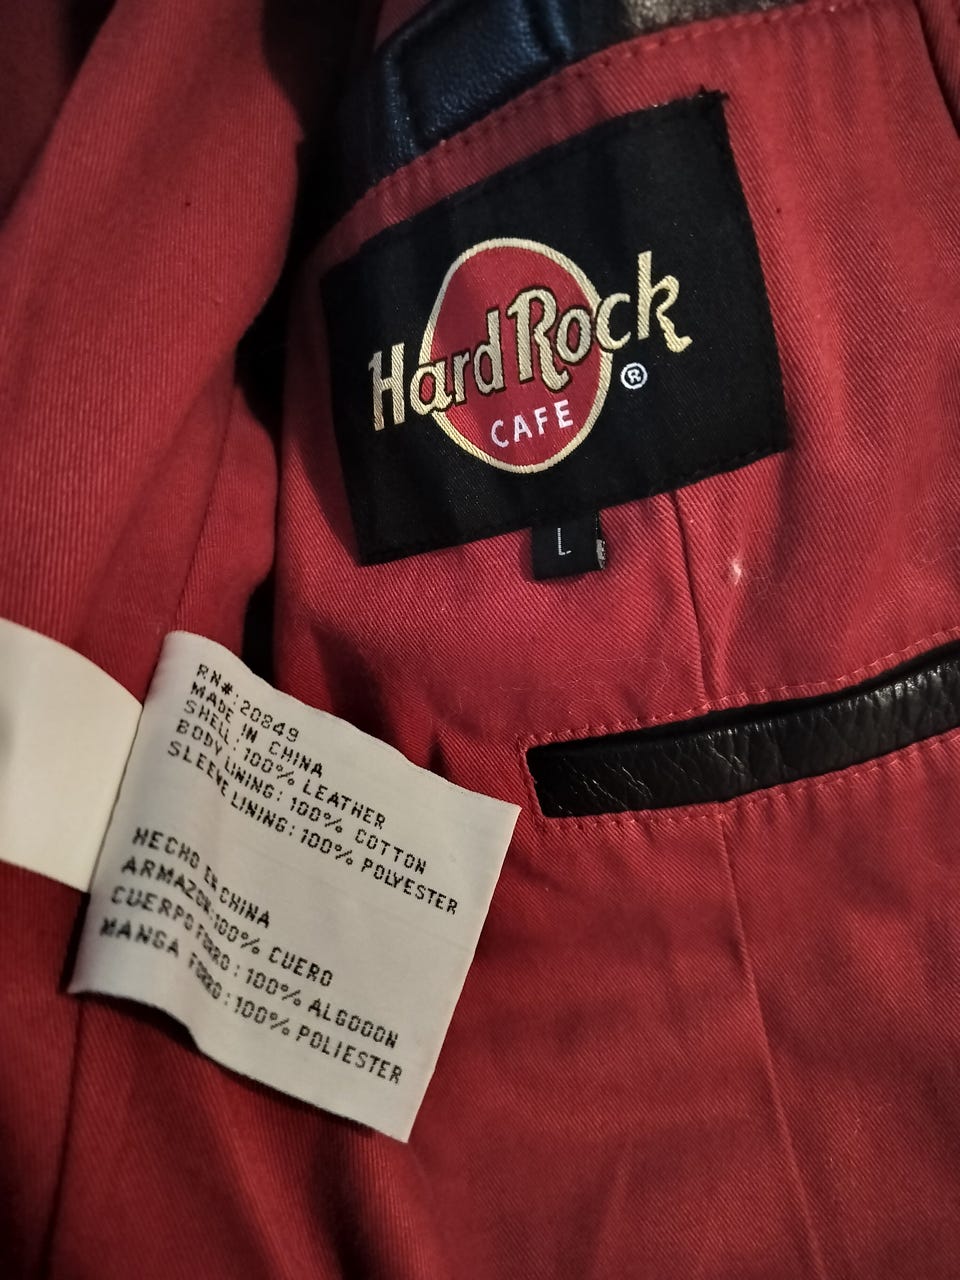 Hard Rock
CAFE
®
L
RN#:20849
MADE IN CHINA
SHELL: 100% LEATHER
BODY LINING: 100% COTTON
SLEEVE LINING: 100% POLYESTER
HECHO EN CHINA
ARMAZON:100% CUERO
CUERPO FORRO: 100% ALGODON
MANGA FORRO: 100% POLIESTER